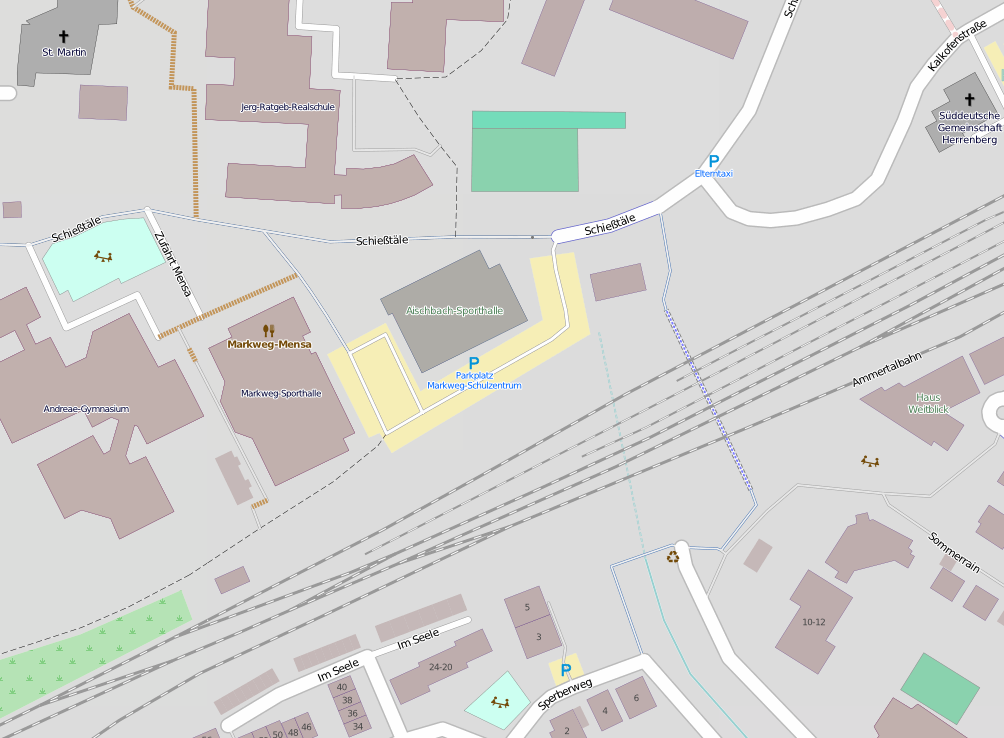 St. Martin
Schi
Kalkofenstraße
Jerg-Ratgeb-Realschule
Süddeutsche
Gemeinschaft
Herrenberg
P
Elterntaxi
Schießtäle
Schießtäle
Schießtäle
Zufahrt Mensa
Aischbach-Sporthalle
Markweg-Mensa
P
Parkplatz
Markweg-Schulzentrum
Ammertalbahn
Markweg-Sporthalle
Andreae-Gymnasium
Haus
Weitblick
Sommerrain
5
3
10-12
Im Seele
Im Seele
24-20
P
Sperberweg
40
38
36
34
6
4
2
46
48
50